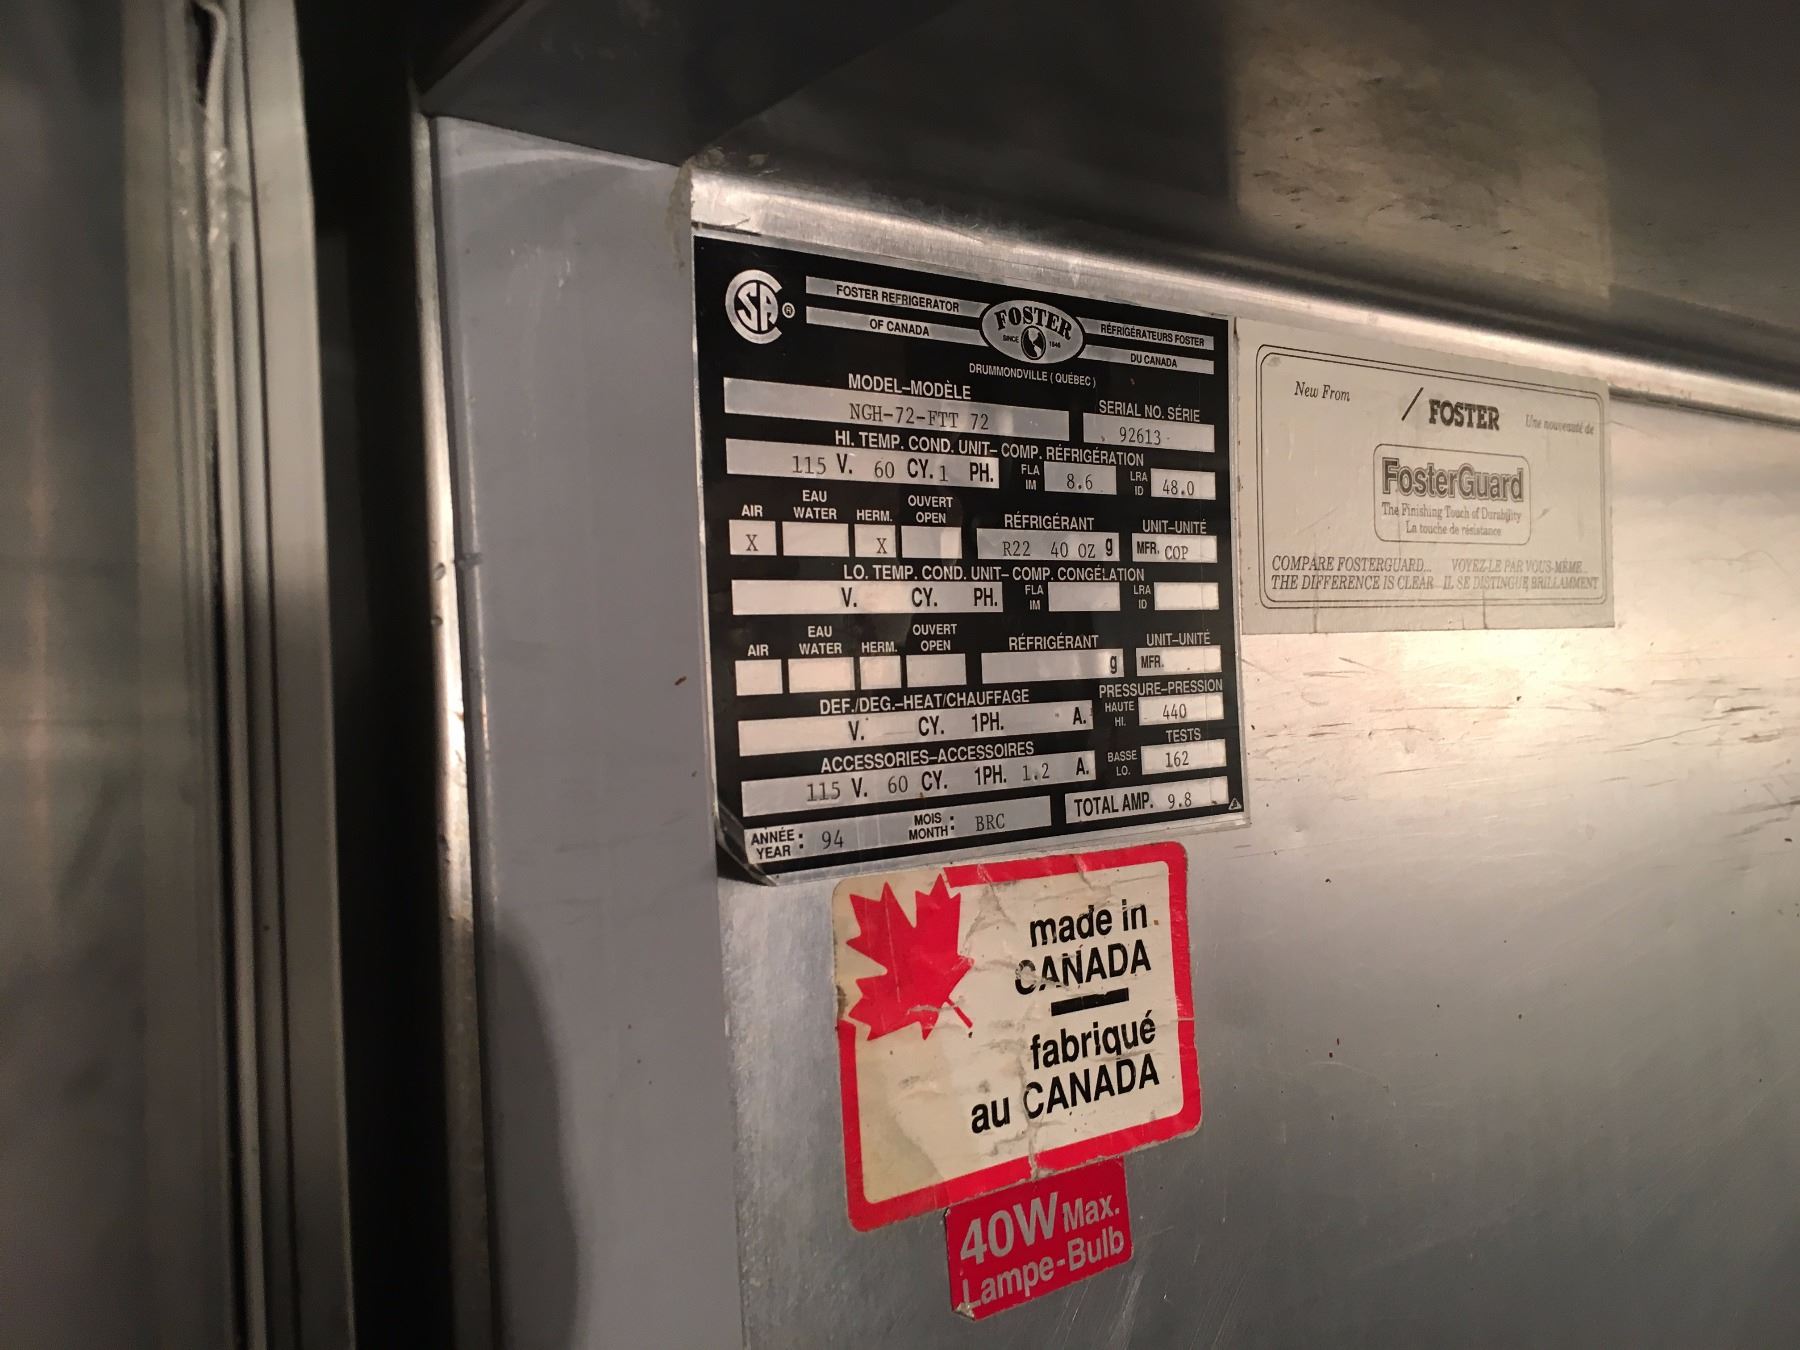 SA ®
FOSTER REFRIGERATOR
OF CANADA
FOSTER
SINCE 1946
RÉFRIGÉRATEURS FOSTER
DU CANADA
DRUMMONDVILLE (QUÉBEC)
MODEL–MODÈLE
NGH-72-FTT 72
SERIAL NO. SÉRIE
92613
HI. TEMP. COND. UNIT– COMP. RÉFRIGÉRATION
115 V. 60 CY. 1 PH. FLA IM 8.6 LRA ID 48.0
AIR EAU WATER HERM. OUVERT OPEN RÉFRIGÉRANT UNIT–UNITÉ
X X R22 40 OZ g MFR. COP
LO. TEMP. COND. UNIT– COMP. CONGÉLATION
V. CY. PH. FLA IM LRA ID
AIR EAU WATER HERM. OUVERT OPEN RÉFRIGÉRANT UNIT–UNITÉ
g MFR.
DEF./DEG.–HEAT/CHAUFFAGE
V. CY. 1PH. A.
PRESSURE–PRESSION
HAUTE HI. 440
TESTS
BASSE LO. 162
ACCESSORIES–ACCESSOIRES
115 V. 60 CY. 1PH. 1.2 A.
TOTAL AMP. 9.8
ANNÉE : YEAR : 94 MOIS MONTH : BRC
New From
FOSTER
Une nouveauté de
FosterGuard
The Finishing Touch of Durability
La touche de résistance
COMPARE FOSTERGUARD... VOYEZ-LE PAR VOUS-MÊME...
THE DIFFERENCE IS CLEAR IL SE DISTINGUE BRILLAMMENT
made in
CANADA
fabriqué
au CANADA
40W Max.
Lampe-Bulb